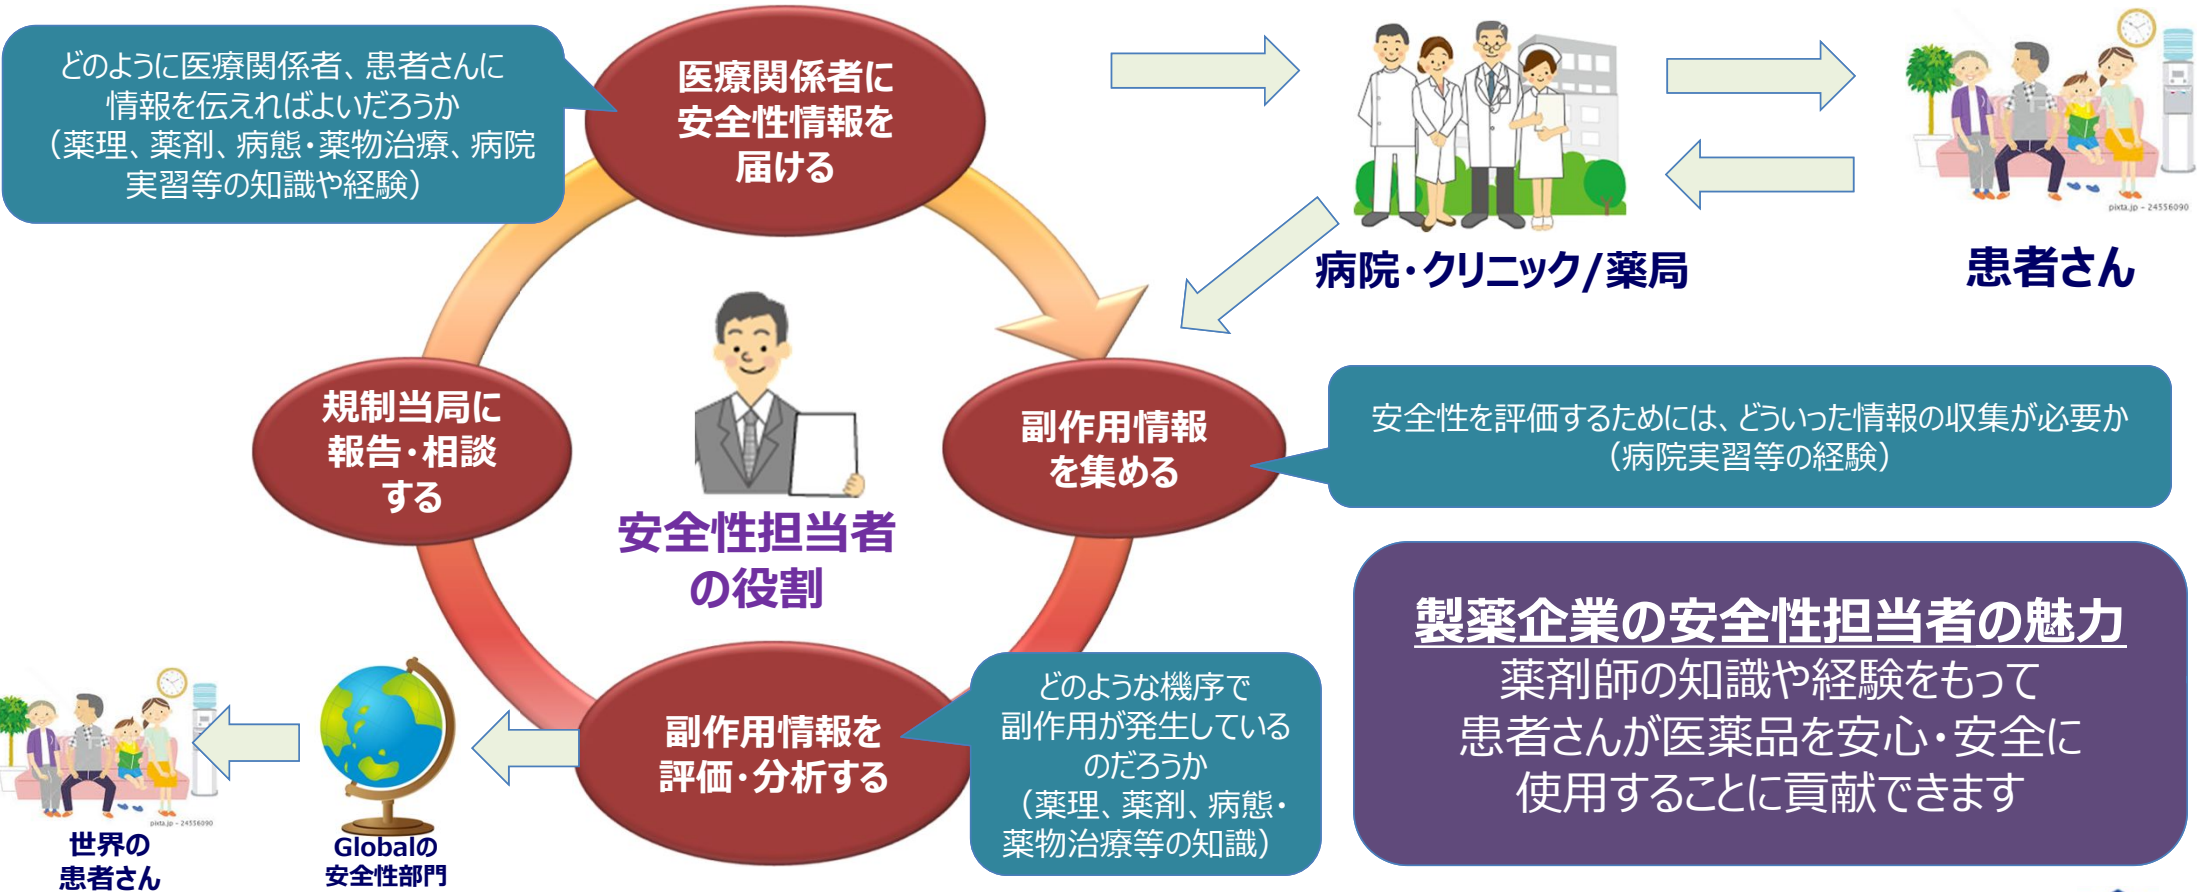 どのように医療関係者、患者さんに
情報を伝えればよいだろうか
（薬理、薬剤、病態・薬物治療、病院
実習等の知識や経験）
医療関係者に
安全性情報を
届ける
病院・クリニック/薬局
pixta.jp - 24556090
患者さん
規制当局に
報告・相談
する
安全性担当者
の役割
副作用情報
を集める
安全性を評価するためには、どういった情報の収集が必要か
（病院実習等の経験）
副作用情報を
評価・分析する
どのような機序で
副作用が発生している
のだろうか
（薬理、薬剤、病態・
薬物治療等の知識）
製薬企業の安全性担当者の魅力
薬剤師の知識や経験をもって
患者さんが医薬品を安心・安全に
使用することに貢献できます
pixta.jp - 24556090
世界の
患者さん
Globalの
安全性部門